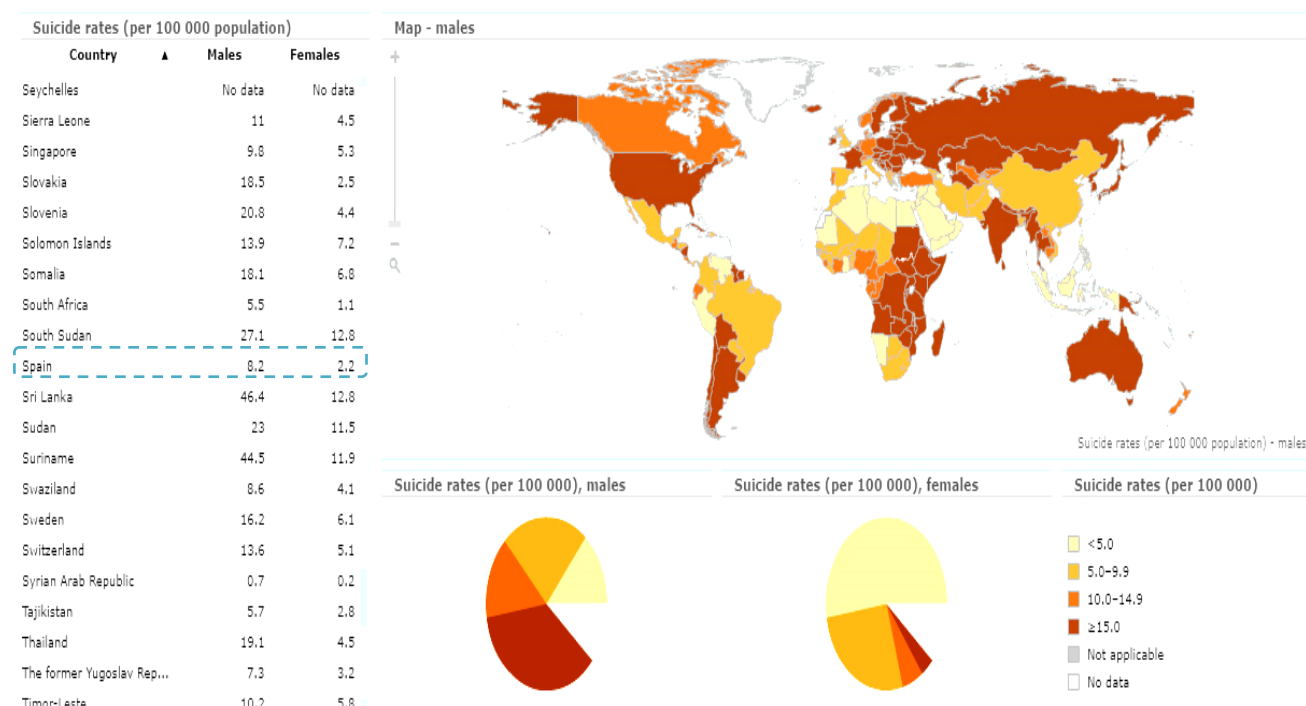 Suicide rates (per 100 000 population)
Country ▲ Males Females
Seychelles No data No data
Sierra Leone 11 4.5
Singapore 9.8 5.3
Slovakia 18.5 2.5
Slovenia 20.8 4.4
Solomon Islands 13.9 7.2
Somalia 18.1 6.8
South Africa 5.5 1.1
South Sudan 27.1 12.8
Spain 8.2 2.2
Sri Lanka 46.4 12.8
Sudan 23 11.5
Suriname 44.5 11.9
Swaziland 8.6 4.1
Sweden 16.2 6.1
Switzerland 13.6 5.1
Syrian Arab Republic 0.7 0.2
Tajikistan 5.7 2.8
Thailand 19.1 4.5
The former Yugoslav Rep... 7.3 3.2
Timor-Leste 10.2 5.8
Map - males
Suicide rates (per 100 000 population) - males
Suicide rates (per 100 000), males
Suicide rates (per 100 000), females
Suicide rates (per 100 000)
<5.0
5.0-9.9
10.0-14.9
≥15.0
Not applicable
No data